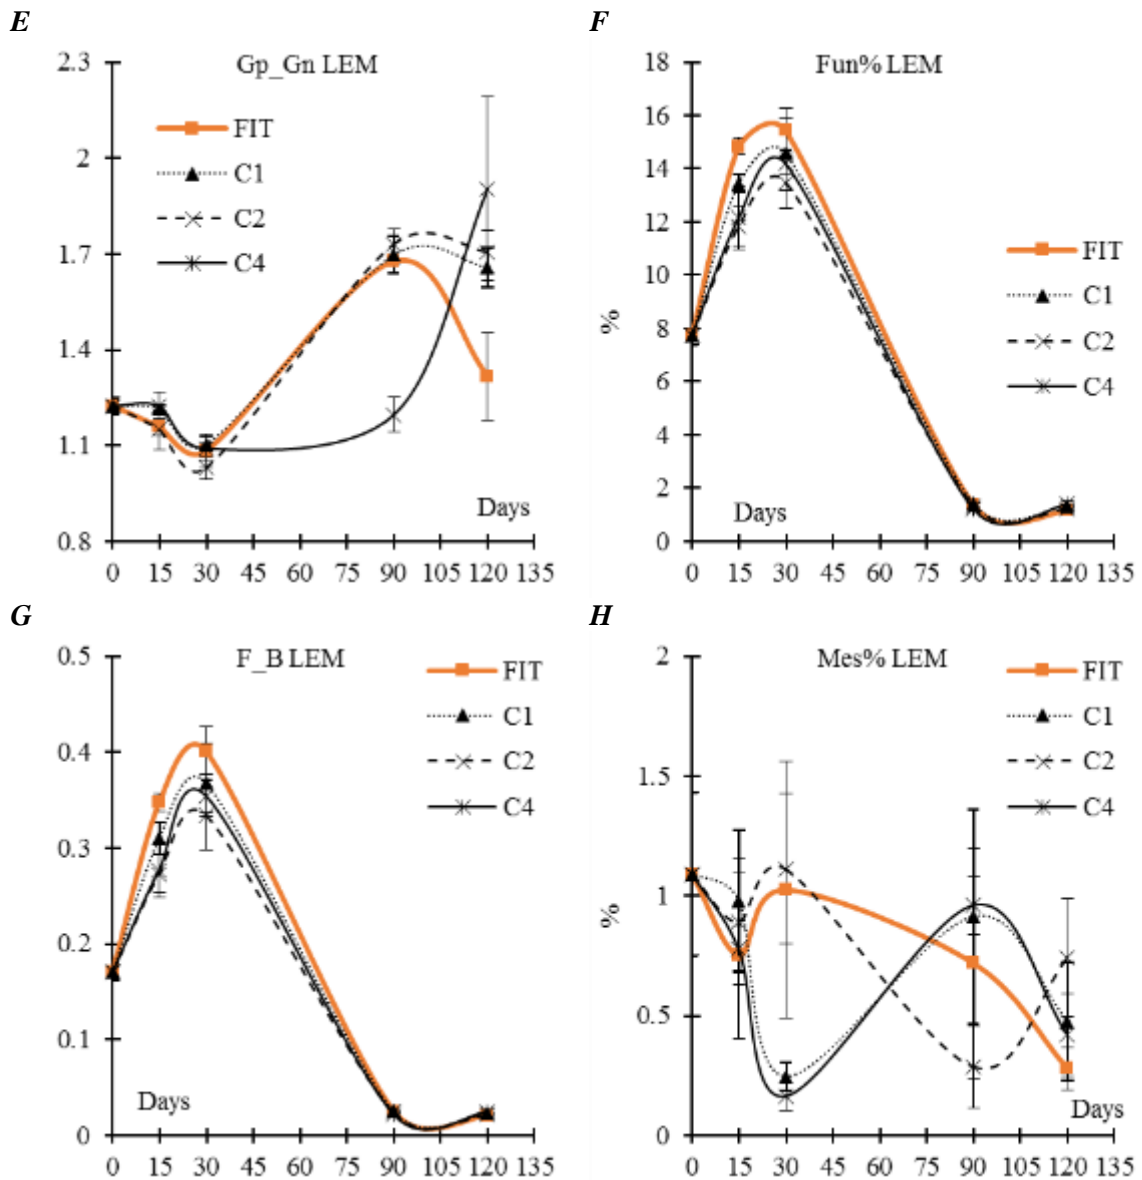 E
Gp_Gn LEM
2.3
2
1.7
1.4
1.1
0.8
FIT
C1
C2
C4
Days
0 15 30 45 60 75 90 105 120 135
F
Fun% LEM
18
16
14
12
10
8
6
4
2
0
%
FIT
C1
C2
C4
Days
0 15 30 45 60 75 90 105 120 135
G
F_B LEM
0.5
0.4
0.3
0.2
0.1
0
FIT
C1
C2
C4
Days
0 15 30 45 60 75 90 105 120 135
H
Mes% LEM
2
1.5
1
0.5
0
%
FIT
C1
C2
C4
Days
0 15 30 45 60 75 90 105 120 135